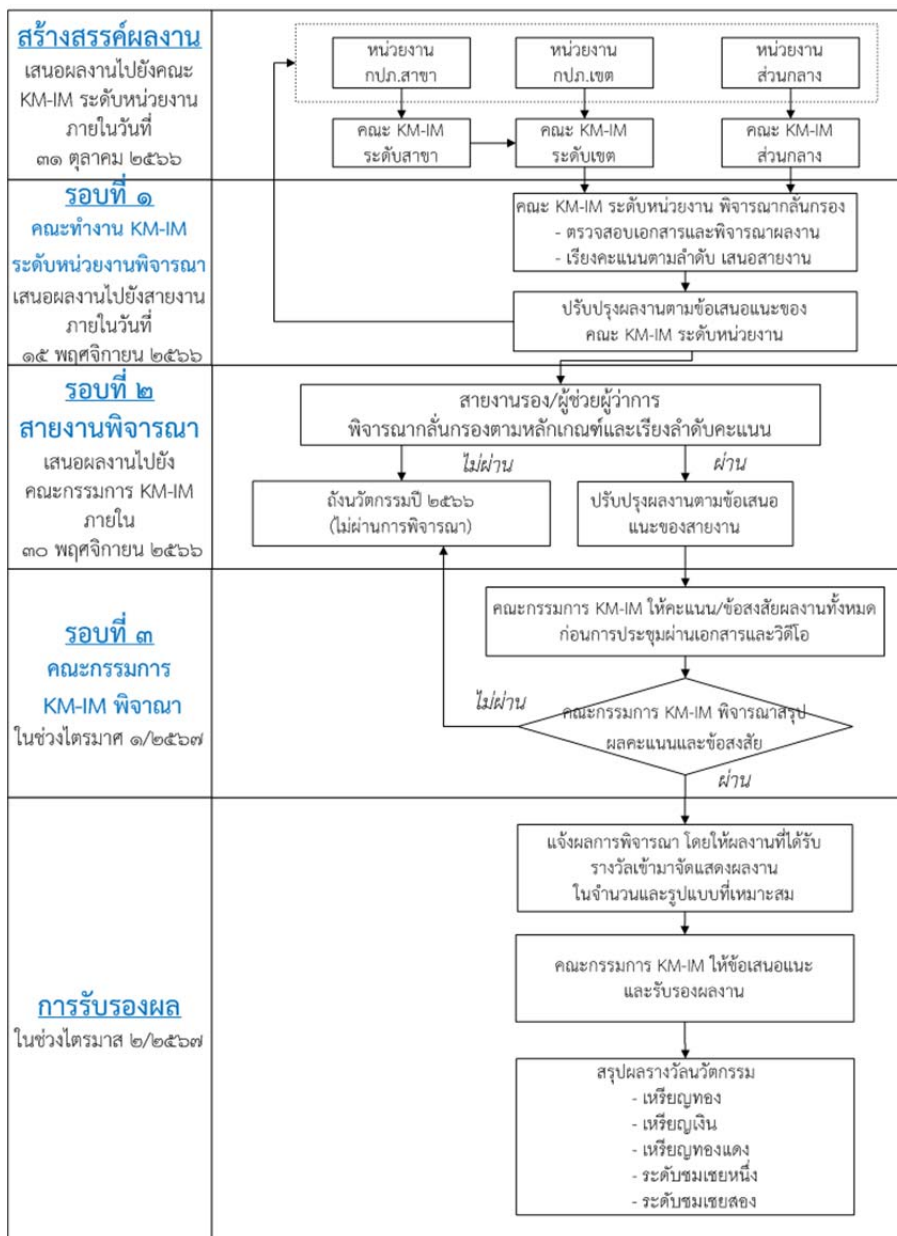 สร้างสรรค์ผลงาน
เสนอผลงานไปยังคณะ
KM-IM ระดับหน่วยงาน
ภายในวันที่
๓๑ ตุลาคม ๒๕๖๖
หน่วยงาน
กปภ.สาขา
หน่วยงาน
กปภ.เขต
หน่วยงาน
ส่วนกลาง
คณะ KM-IM
ระดับสาขา
คณะ KM-IM
ระดับเขต
คณะ KM-IM
ส่วนกลาง
รอบที่ ๑
คณะทำงาน KM-IM
ระดับหน่วยงานพิจารณา
เสนอผลงานไปยังสายงาน
ภายในวันที่
๑๕ พฤศจิกายน ๒๕๖๖
คณะ KM-IM ระดับหน่วยงาน พิจารณากลั่นกรอง
- ตรวจสอบเอกสารและพิจารณาผลงาน
- เรียงคะแนนตามลำดับ เสนอสายงาน
ปรับปรุงผลงานตามข้อเสนอแนะของ
คณะ KM-IM ระดับหน่วยงาน
รอบที่ ๒
สายงานพิจารณา
เสนอผลงานไปยัง
คณะกรรมการ KM-IM
ภายใน
๓๐ พฤศจิกายน ๒๕๖๖
สายงานรอง/ผู้ช่วยผู้ว่าการ
พิจารณากลั่นกรองตามหลักเกณฑ์และเรียงลำดับคะแนน
ไม่ผ่าน
ผ่าน
ถังนวัตกรรมปี ๒๕๖๖
(ไม่ผ่านการพิจารณา)
ปรับปรุงผลงานตามข้อเสนอ
แนะของสายงาน
รอบที่ ๓
คณะกรรมการ
KM-IM พิจาณา
ในช่วงไตรมาศ ๑/๒๕๖๗
คณะกรรมการ KM-IM ให้คะแนน/ข้อสงสัยผลงานทั้งหมด
ก่อนการประชุมผ่านเอกสารและวิดีโอ
ไม่ผ่าน
คณะกรรมการ KM-IM พิจารณาสรุป
ผลคะแนนและข้อสงสัย
ผ่าน
การรับรองผล
ในช่วงไตรมาส ๒/๒๕๖๗
แจ้งผลการพิจารณา โดยให้ผลงานที่ได้รับ
รางวัลเข้ามาจัดแสดงผลงาน
ในจำนวนและรูปแบบที่เหมาะสม
คณะกรรมการ KM-IM ให้ข้อเสนอแนะ
และรับรองผลงาน
สรุปผลรางวัลนวัตกรรม
- เหรียญทอง
- เหรียญเงิน
- เหรียญทองแดง
- ระดับชมเชยหนึ่ง
- ระดับชมเชยสอง